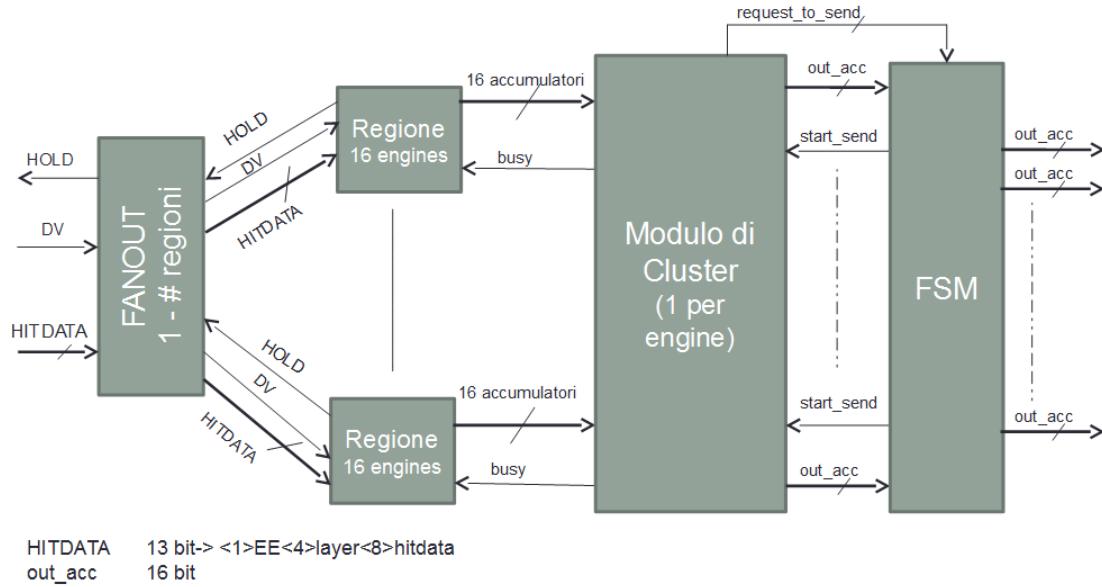 request_to_send
HOLD
DV
HITDATA
FANOUT
1 - # regioni
HOLD
DV
HITDATA
Regione
16 engines
16 accumulatori
busy
HOLD
DV
HITDATA
Regione
16 engines
16 accumulatori
busy
Modulo di
Cluster
(1 per
engine)
out_acc
start_send
start_send
out_acc
FSM
out_acc
out_acc
out_acc
HITDATA 13 bit-> <1>EE<4>layer<8>hitdata
out_acc 16 bit